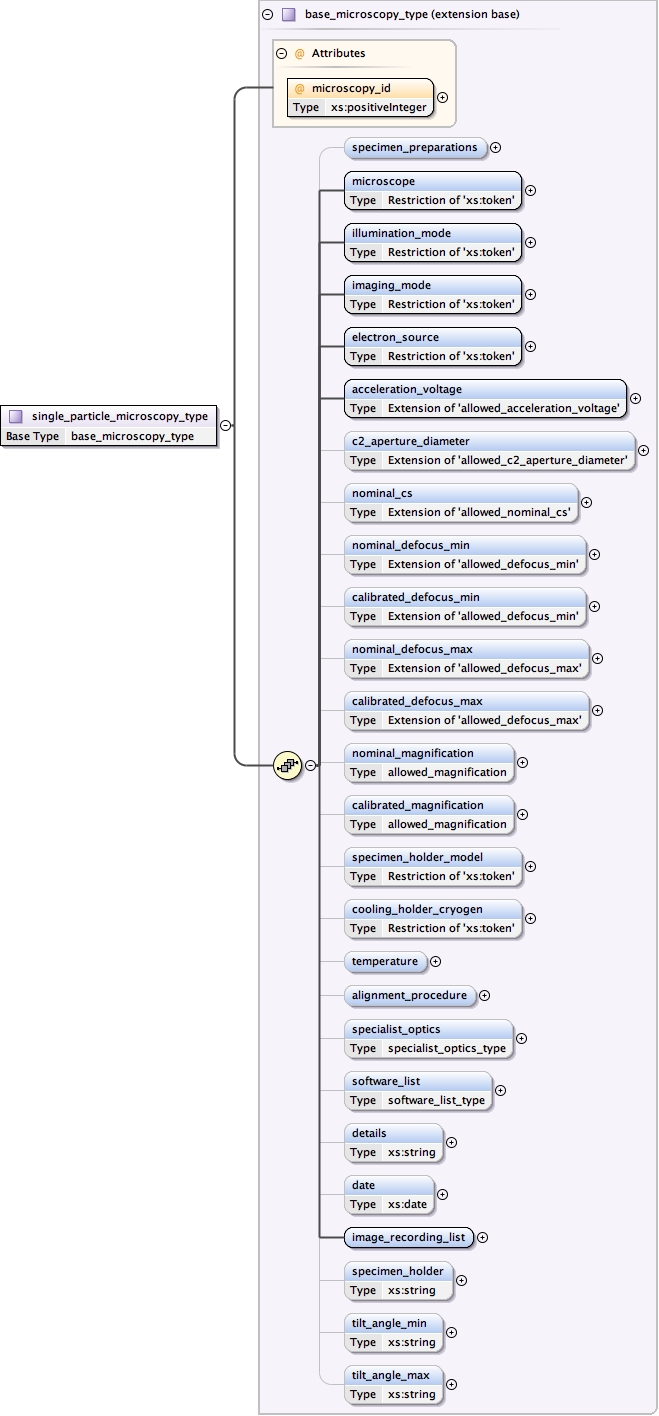 base_microscopy_type (extension base)
@ Attributes
@ microscopy_id
Type xs:positiveInteger
specimen_preparations
microscope
Type Restriction of 'xs:token'
illumination_mode
Type Restriction of 'xs:token'
imaging_mode
Type Restriction of 'xs:token'
electron_source
Type Restriction of 'xs:token'
acceleration_voltage
Type Extension of 'allowed_acceleration_voltage'
single_particle_microscopy_type
Base Type base_microscopy_type
c2_aperture_diameter
Type Extension of 'allowed_c2_aperture_diameter'
nominal_cs
Type Extension of 'allowed_nominal_cs'
nominal_defocus_min
Type Extension of 'allowed_defocus_min'
calibrated_defocus_min
Type Extension of 'allowed_defocus_min'
nominal_defocus_max
Type Extension of 'allowed_defocus_max'
calibrated_defocus_max
Type Extension of 'allowed_defocus_max'
nominal_magnification
Type allowed_magnification
calibrated_magnification
Type allowed_magnification
specimen_holder_model
Type Restriction of 'xs:token'
cooling_holder_cryogen
Type Restriction of 'xs:token'
temperature
alignment_procedure
specialist_optics
Type specialist_optics_type
software_list
Type software_list_type
details
Type xs:string
date
Type xs:date
image_recording_list
specimen_holder
Type xs:string
tilt_angle_min
Type xs:string
tilt_angle_max
Type xs:string